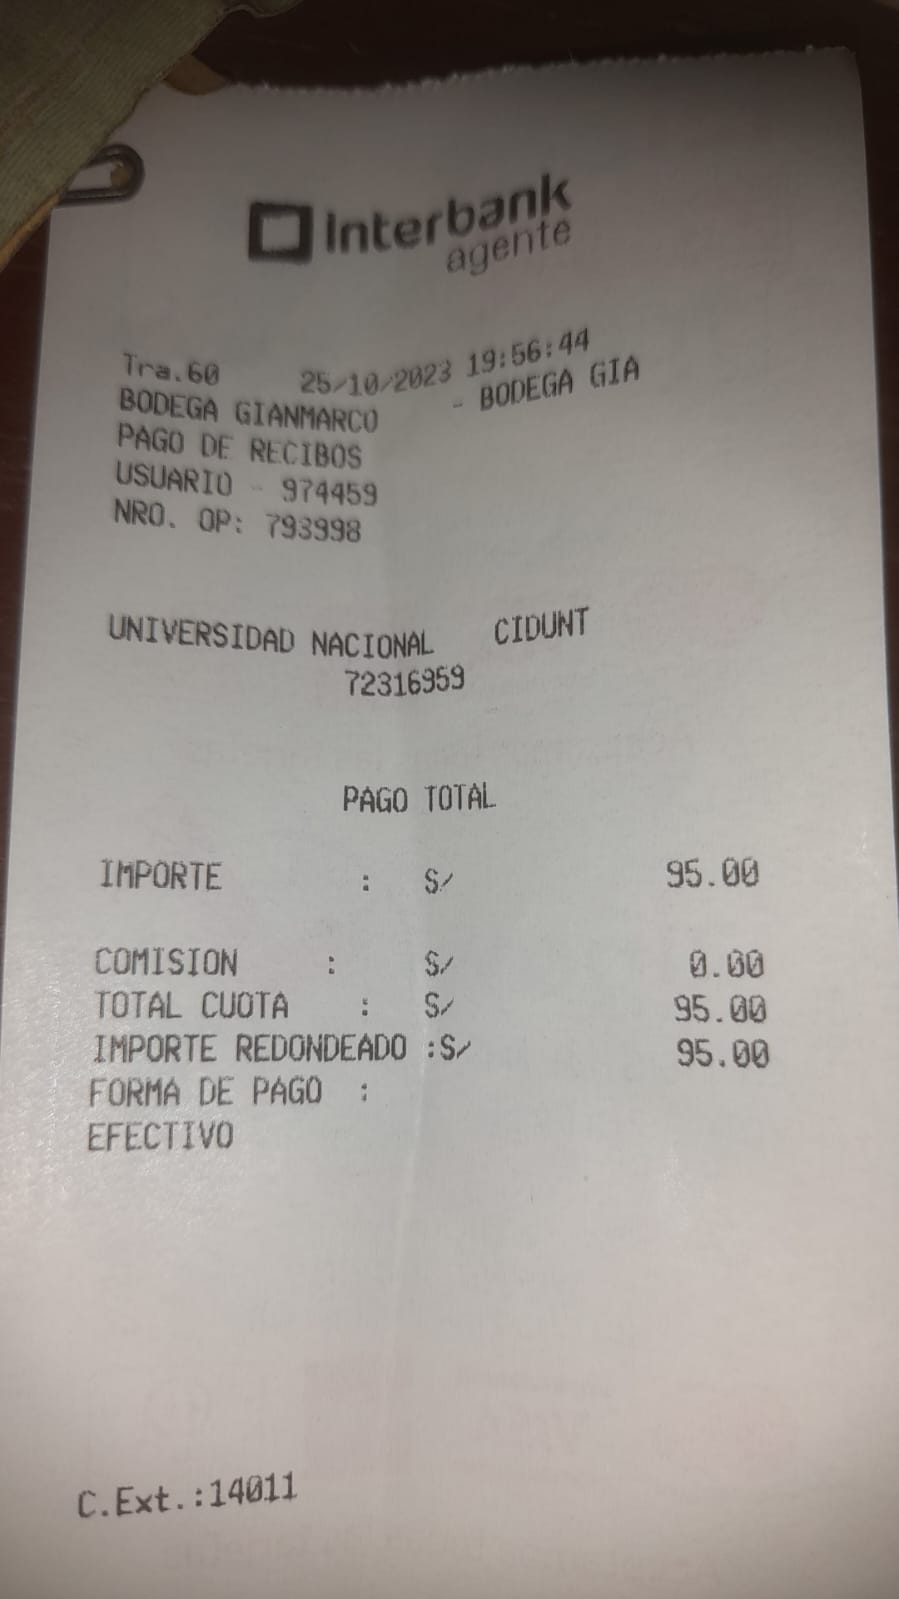 Interbank
agente
Tra.60 25/10/2023 19:56:44
BODEGA GIANMARCO - BODEGA GIA
PAGO DE RECIBOS
USUARIO - 974459
NRO. OP: 793998
UNIVERSIDAD NACIONAL CIDUNT
72316959
PAGO TOTAL
IMPORTE : S/ 95.00
COMISION : S/ 0.00
TOTAL CUOTA : S/ 95.00
IMPORTE REDONDEADO :S/ 95.00
FORMA DE PAGO :
EFECTIVO
C.Ext.:14011